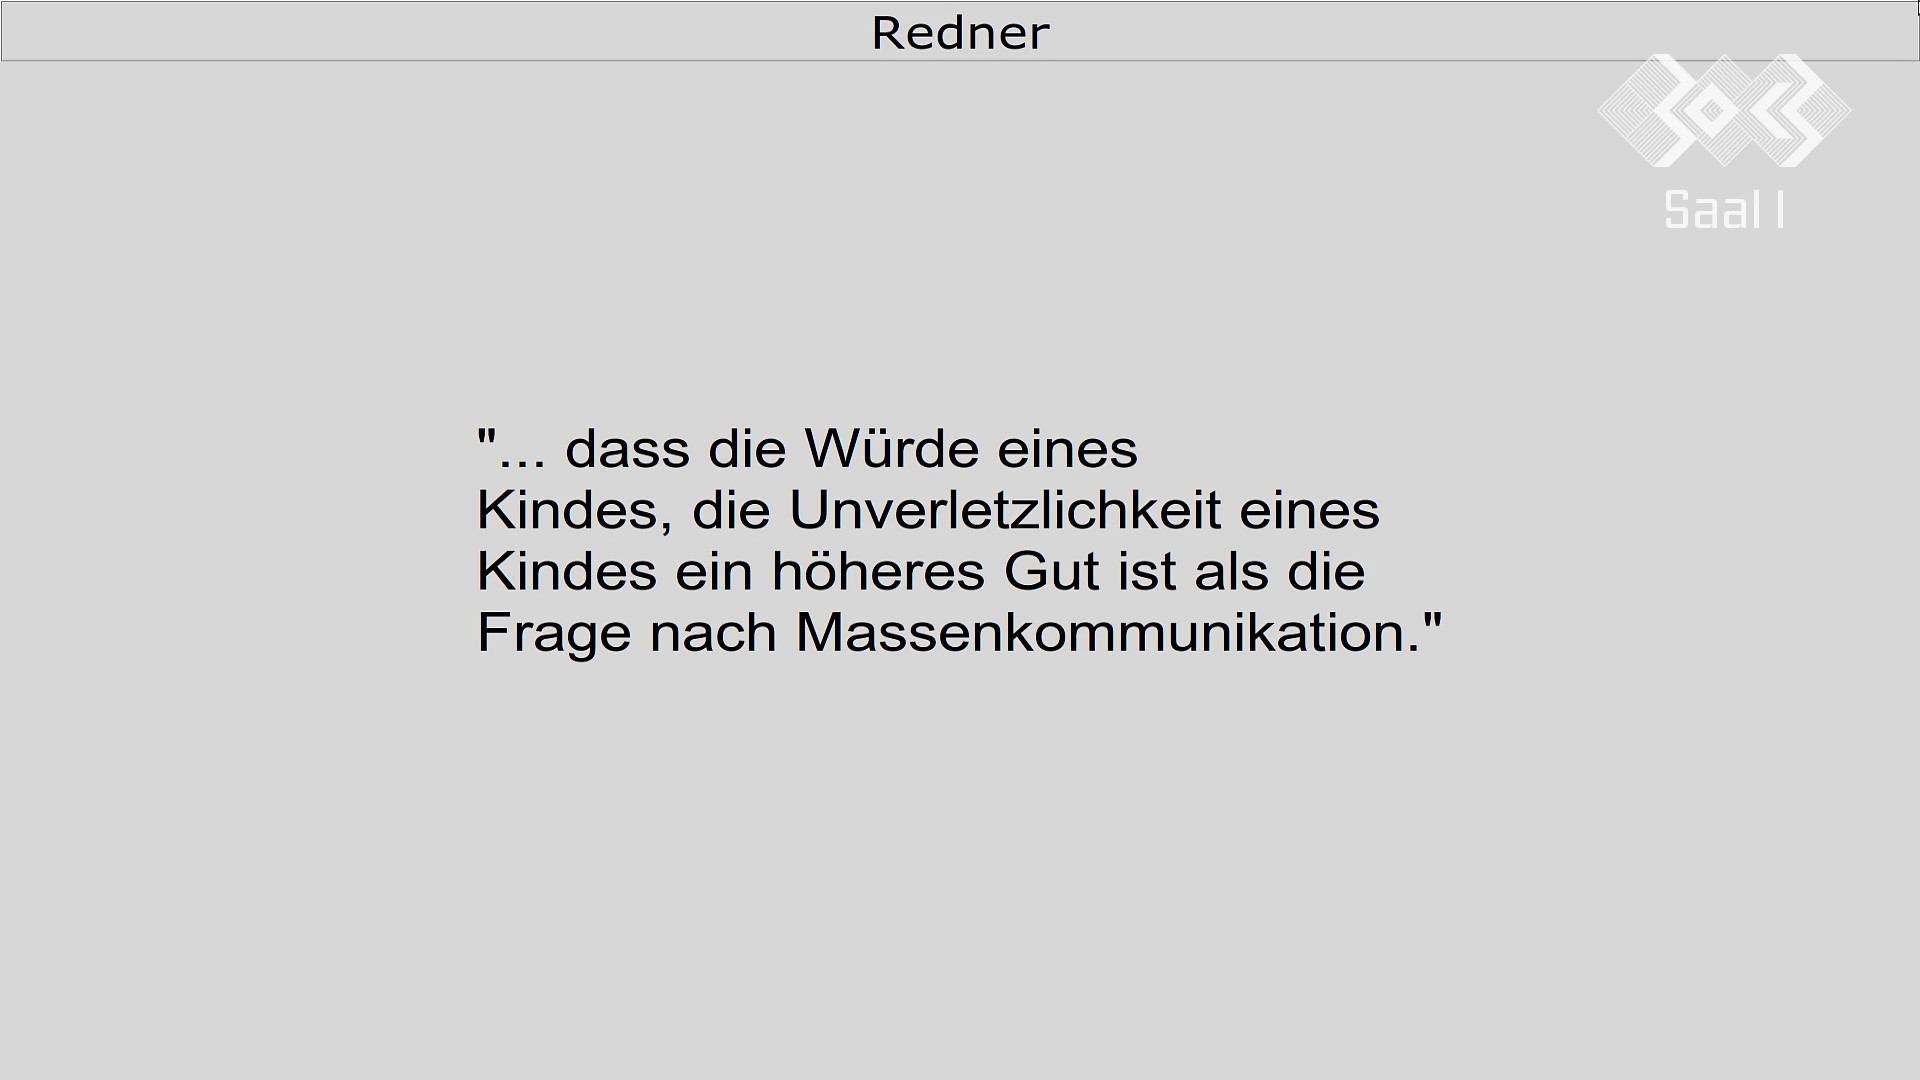 Redner
Saal 1
"... dass die Würde eines
Kindes, die Unverletzlichkeit eines
Kindes ein höheres Gut ist als die
Frage nach Massenkommunikation."